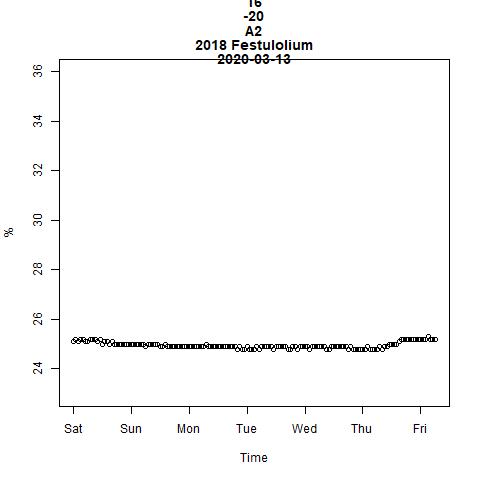 16
-20
A2
2018 Festulolium
2020-03-13
36
34
32
30
28
26
24
%
Sat Sun Mon Tue Wed Thu Fri
Time